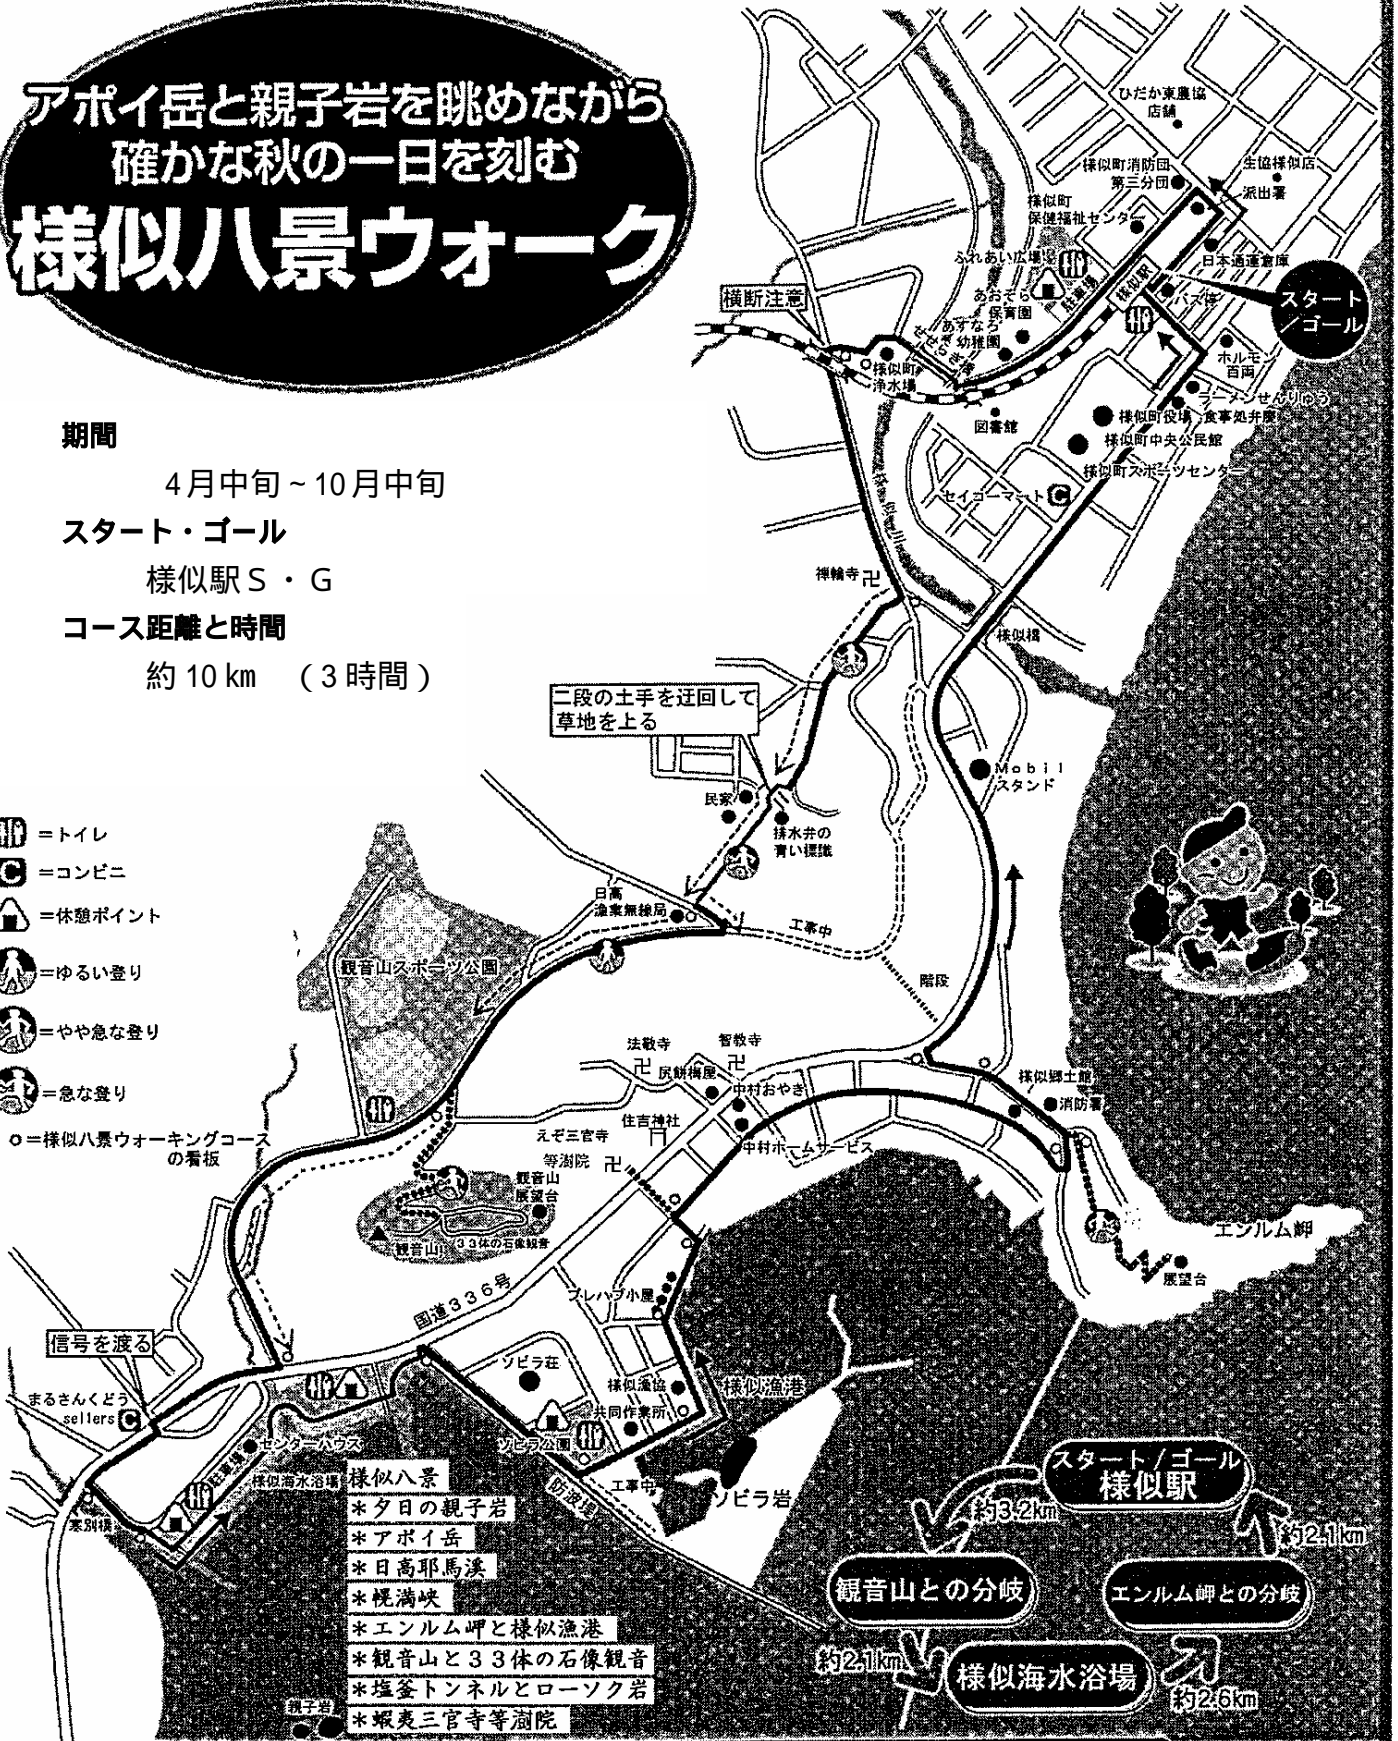 アポイ岳と親子岩を眺めながら
確かな秋の一日を刻む
様似八景ウォーク
期間
4月中旬~10月中旬
スタート・ゴール
様似駅S・G
コース距離と時間
約10km (3時間)
=トイレ
C =コンビニ
=休憩ポイント
=ゆるい登り
=やや急な登り
=急な登り
=様似八景ウォーキングコース
の看板
ひだか東農協
店舗
様似町消防団
第三分団
生協様似店
派出署
様似町
保健福祉センター
日本通運倉庫
ふれあい広場
駐車場
様似駅
バス停
スタート
/ゴール
横断注意
あおぞら
保育園
あすなろ
幼稚園
様似町
浄水場
ホルモン
百両
ラーメンせんりゅう
図書館
様似町役場
食事処弁慶
様似町中央公民館
様似町スポーツセンター
セイコーマート C
禅輪寺 卍
様似橋
二段の土手を迂回して
草地を上る
Mobil
スタンド
民家
排水弁の
青い標識
日高
漁業無線局
工事中
観音山スポーツ公園
階段
法敬寺
卍
智教寺
卍
尻餅梅屋
中村おやき
様似郷土館
消防署
住吉神社
えぞ三官寺
等澍院 卍
中村ホームサービス
観音山
展望台
観音山
33体の石像観音
エンルム岬
展望台
国道336号
プレハブ小屋
信号を渡る
ソビラ荘
様似漁協
様似漁港
まるさんくどう
sellers C
共同作業所
ソビラ公園
センターハウス
駐車場
様似海水浴場
工事中
防波堤
ソビラ岩
様似八景
*夕日の親子岩
*アポイ岳
*日高耶馬溪
*幌満峡
*エンルム岬と様似漁港
*観音山と33体の石像観音
*塩釜トンネルとローソク岩
*蝦夷三官寺等澍院
親子岩
スタート/ゴール
様似駅
約3.2km
約2.1km
観音山との分岐
エンルム岬との分岐
約2.1km
様似海水浴場
約2.6km